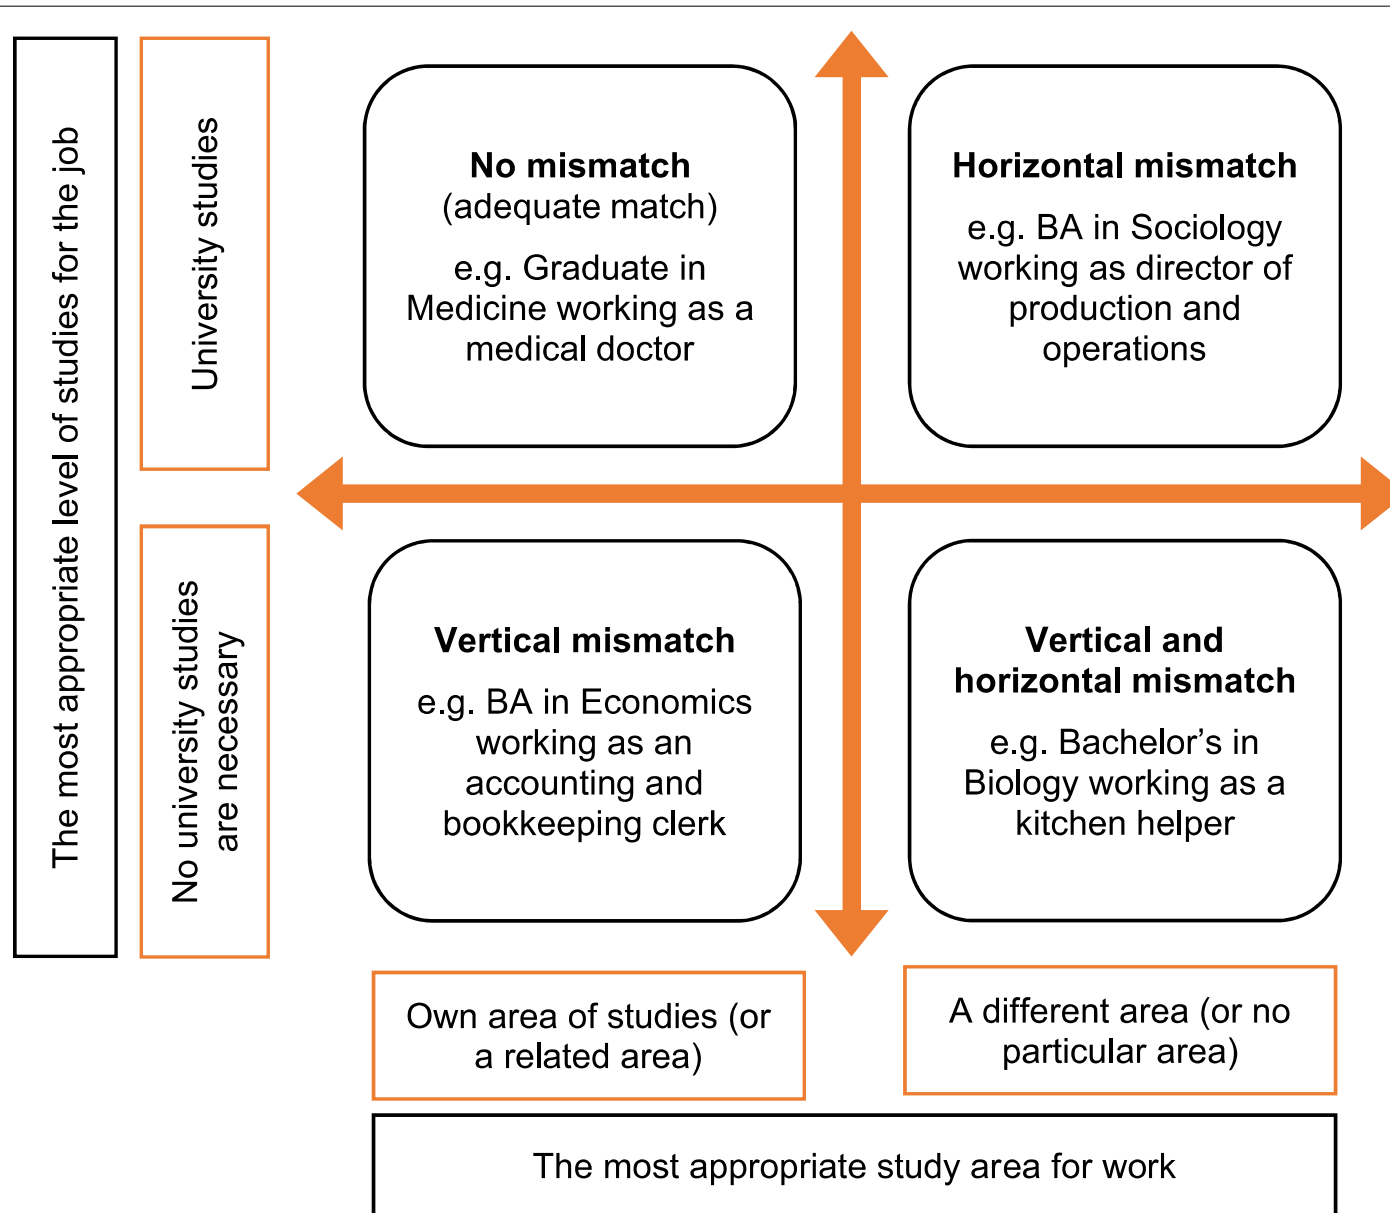 The most appropriate level of studies for the job
University studies
No mismatch
(adequate match)
e.g. Graduate in
Medicine working as a
medical doctor
Horizontal mismatch
e.g. BA in Sociology
working as director of
production and
operations
No university studies
are necessary
Vertical mismatch
e.g. BA in Economics
working as an
accounting and
bookkeeping clerk
Vertical and
horizontal mismatch
e.g. Bachelor’s in
Biology working as a
kitchen helper
Own area of studies (or
a related area)
A different area (or no
particular area)
The most appropriate study area for work